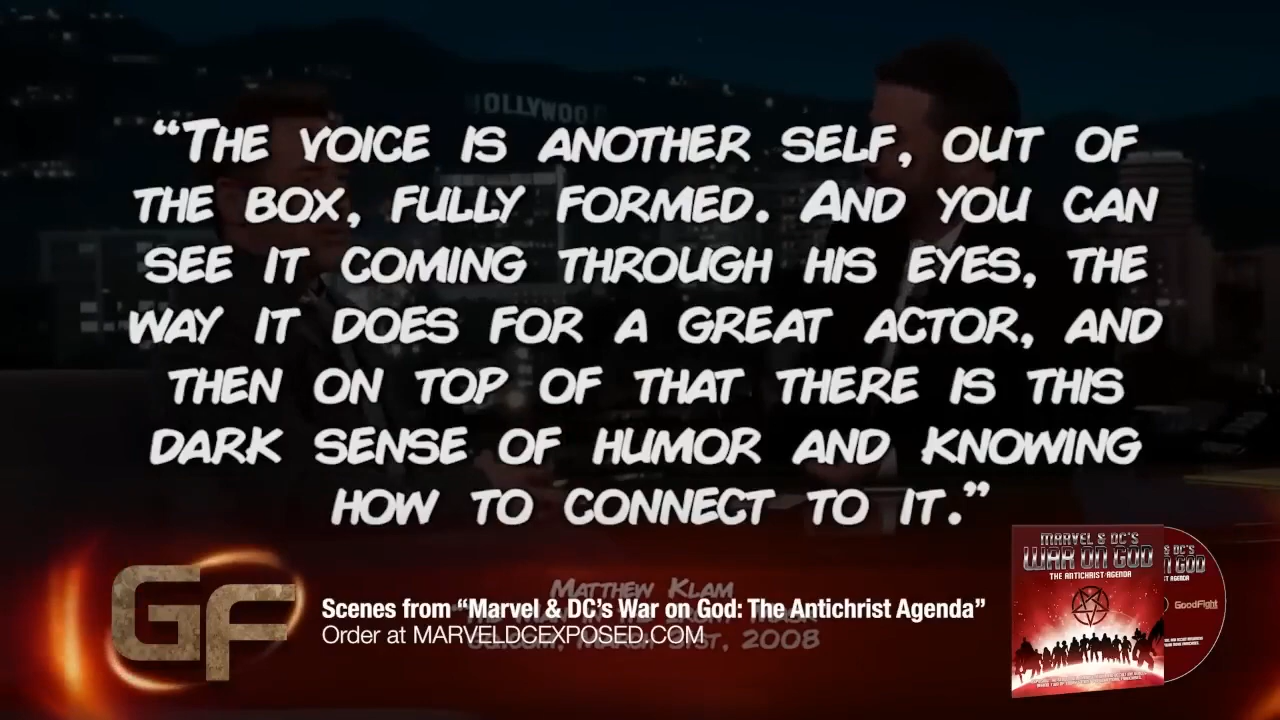 HOLLYWOO
“THE VOICE IS ANOTHER SELF, OUT OF
THE BOX, FULLY FORMED. AND YOU CAN
SEE IT COMING THROUGH HIS EYES, THE
WAY IT DOES FOR A GREAT ACTOR, AND
THEN ON TOP OF THAT THERE IS THIS
DARK SENSE OF HUMOR AND KNOWING
HOW TO CONNECT TO IT.”
MATTHEW KLAM
31ST, 2008
GF
Scenes from “Marvel & DC’s War on God: The Antichrist Agenda”
Order at MARVELDCEXPOSED.COM
MARVEL & DC'S
WAR ON GOD
THE ANTICHRIST AGENDA
GoodFight